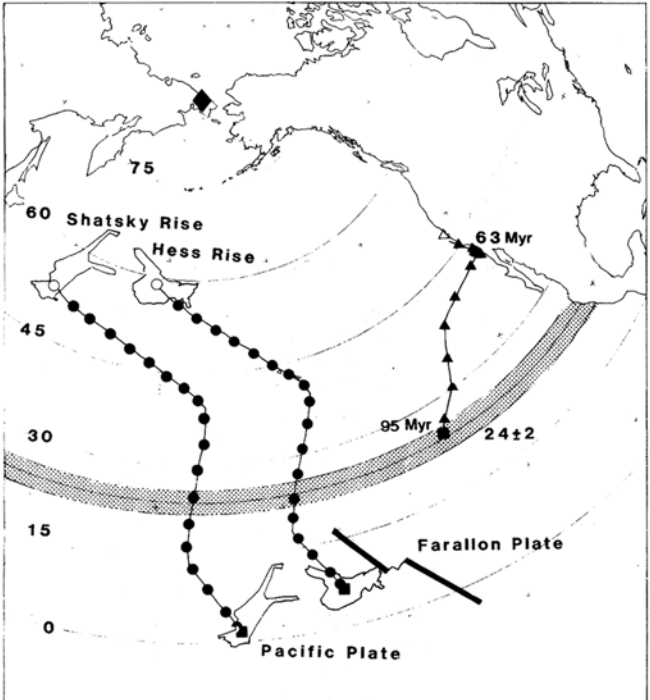 75
60
Shatsky Rise
Hess Rise
63 Myr
45
30
95 Myr
24±2
15
Farallon Plate
0
Pacific Plate